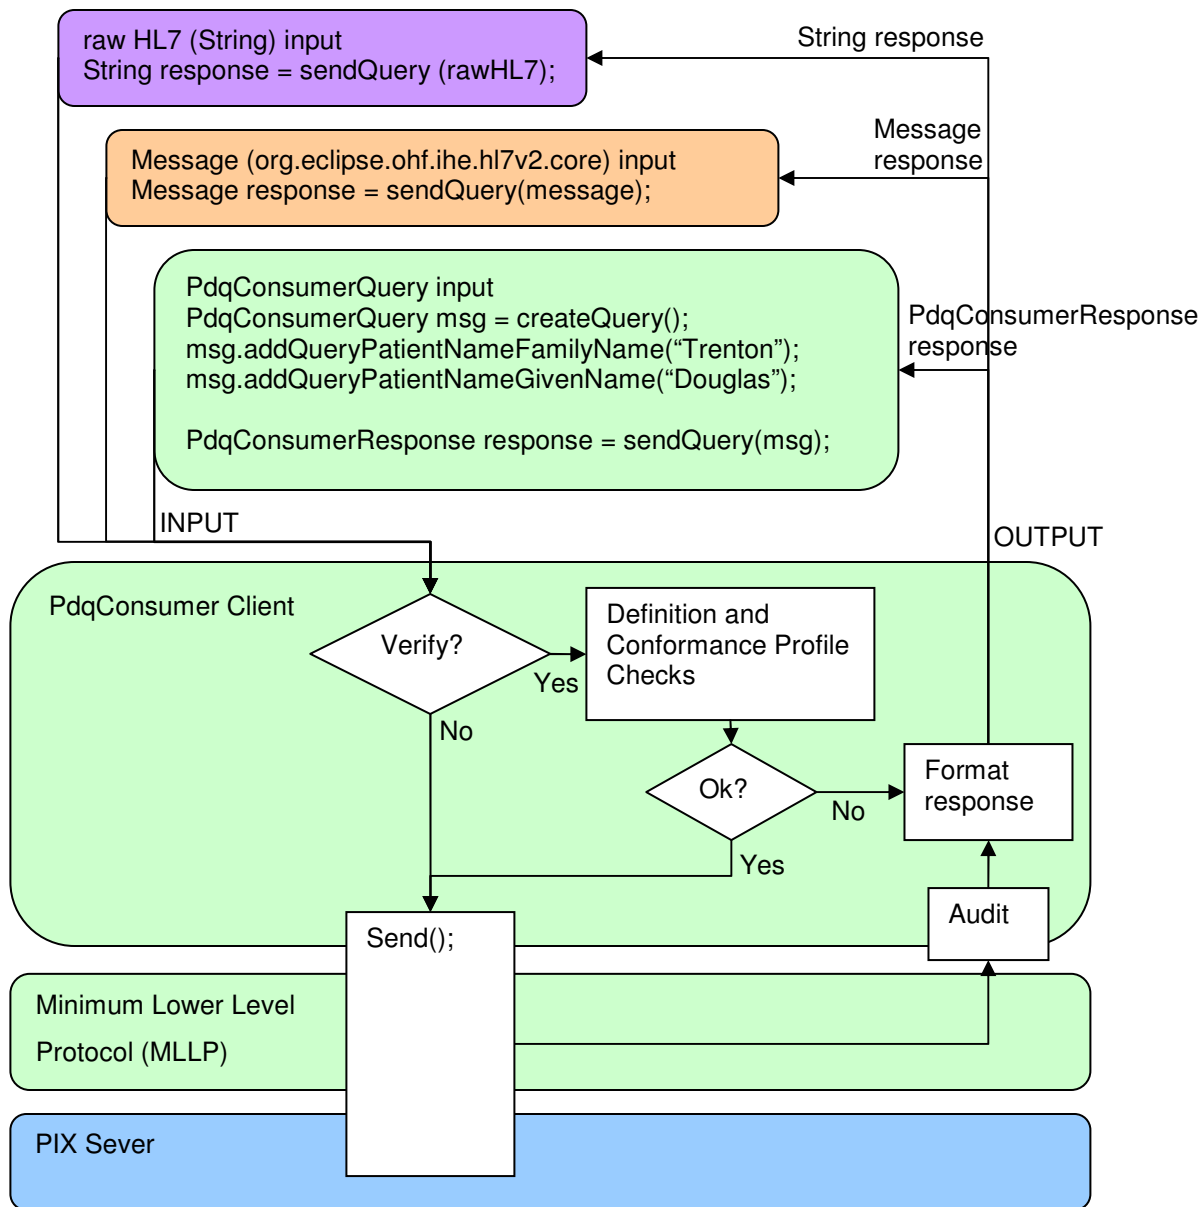 raw HL7 (String) input
String response = sendQuery (rawHL7);
String response
Message
response
Message (org.eclipse.ohf.ihe.hl7v2.core) input
Message response = sendQuery(message);
PdqConsumerQuery input
PdqConsumerQuery msg = createQuery();
msg.addQueryPatientNameFamilyName(“Trenton”);
msg.addQueryPatientNameGivenName(“Douglas”);
PdqConsumerResponse response = sendQuery(msg);
PdqConsumerResponse
response
INPUT
OUTPUT
PdqConsumer Client
Verify?
Yes
No
Definition and
Conformance Profile
Checks
Ok?
No
Yes
Format
response
Audit
Send();
Minimum Lower Level
Protocol (MLLP)
PIX Sever